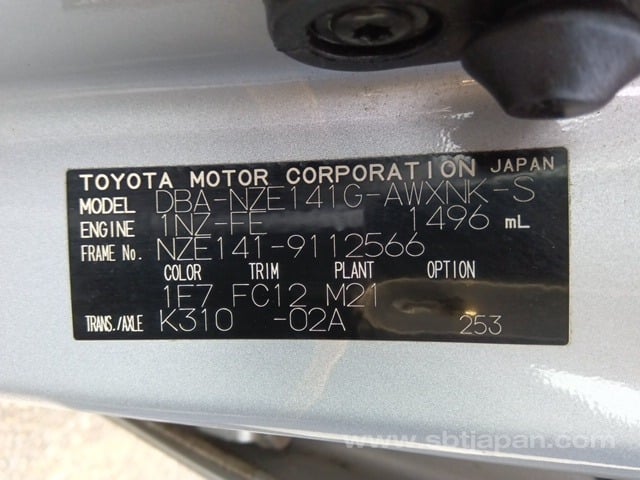 TOYOTA MOTOR CORPORATION JAPAN
MODEL DBA-NZE141G-AWXNK-S
ENGINE 1NZ-FE 1496 mL
FRAME No. NZE141-9112566
COLOR TRIM PLANT OPTION
1E7 FC12 M21
TRANS./AXLE K310 -02A 253
www.sbtjapan.com